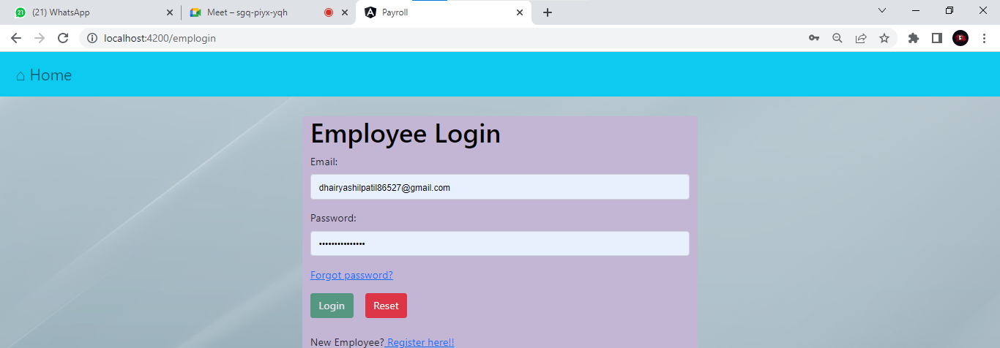 21 (21) WhatsApp
Meet – sgq-piyx-yqh
Payroll
localhost:4200/emplogin
⌂ Home
Employee Login
Email:
dhairyashilpatil86527@gmail.com
Password:
•••••••••••••••
Forgot password?
Login Reset
New Employee? Register here!!